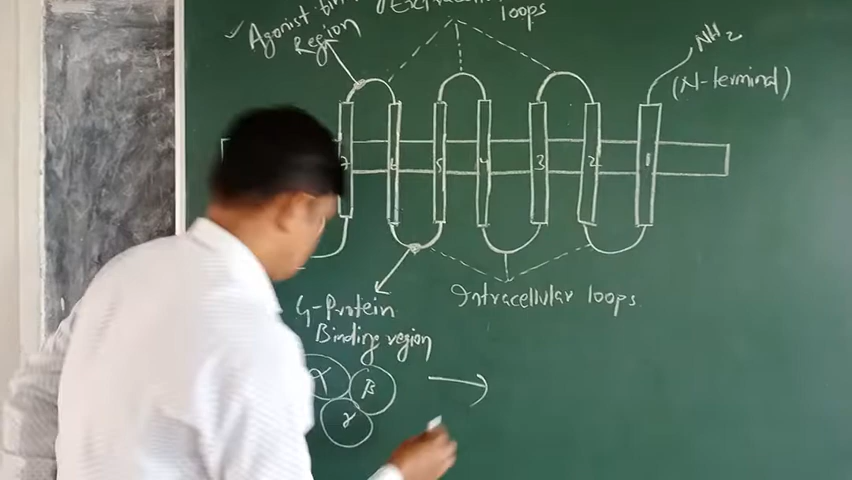 loops
✓ Agonist
Region
NH2
(N-terminal)
7 6 5 4 3 2 1
Intracellular loops
G-Protein
Binding region
α β
γ